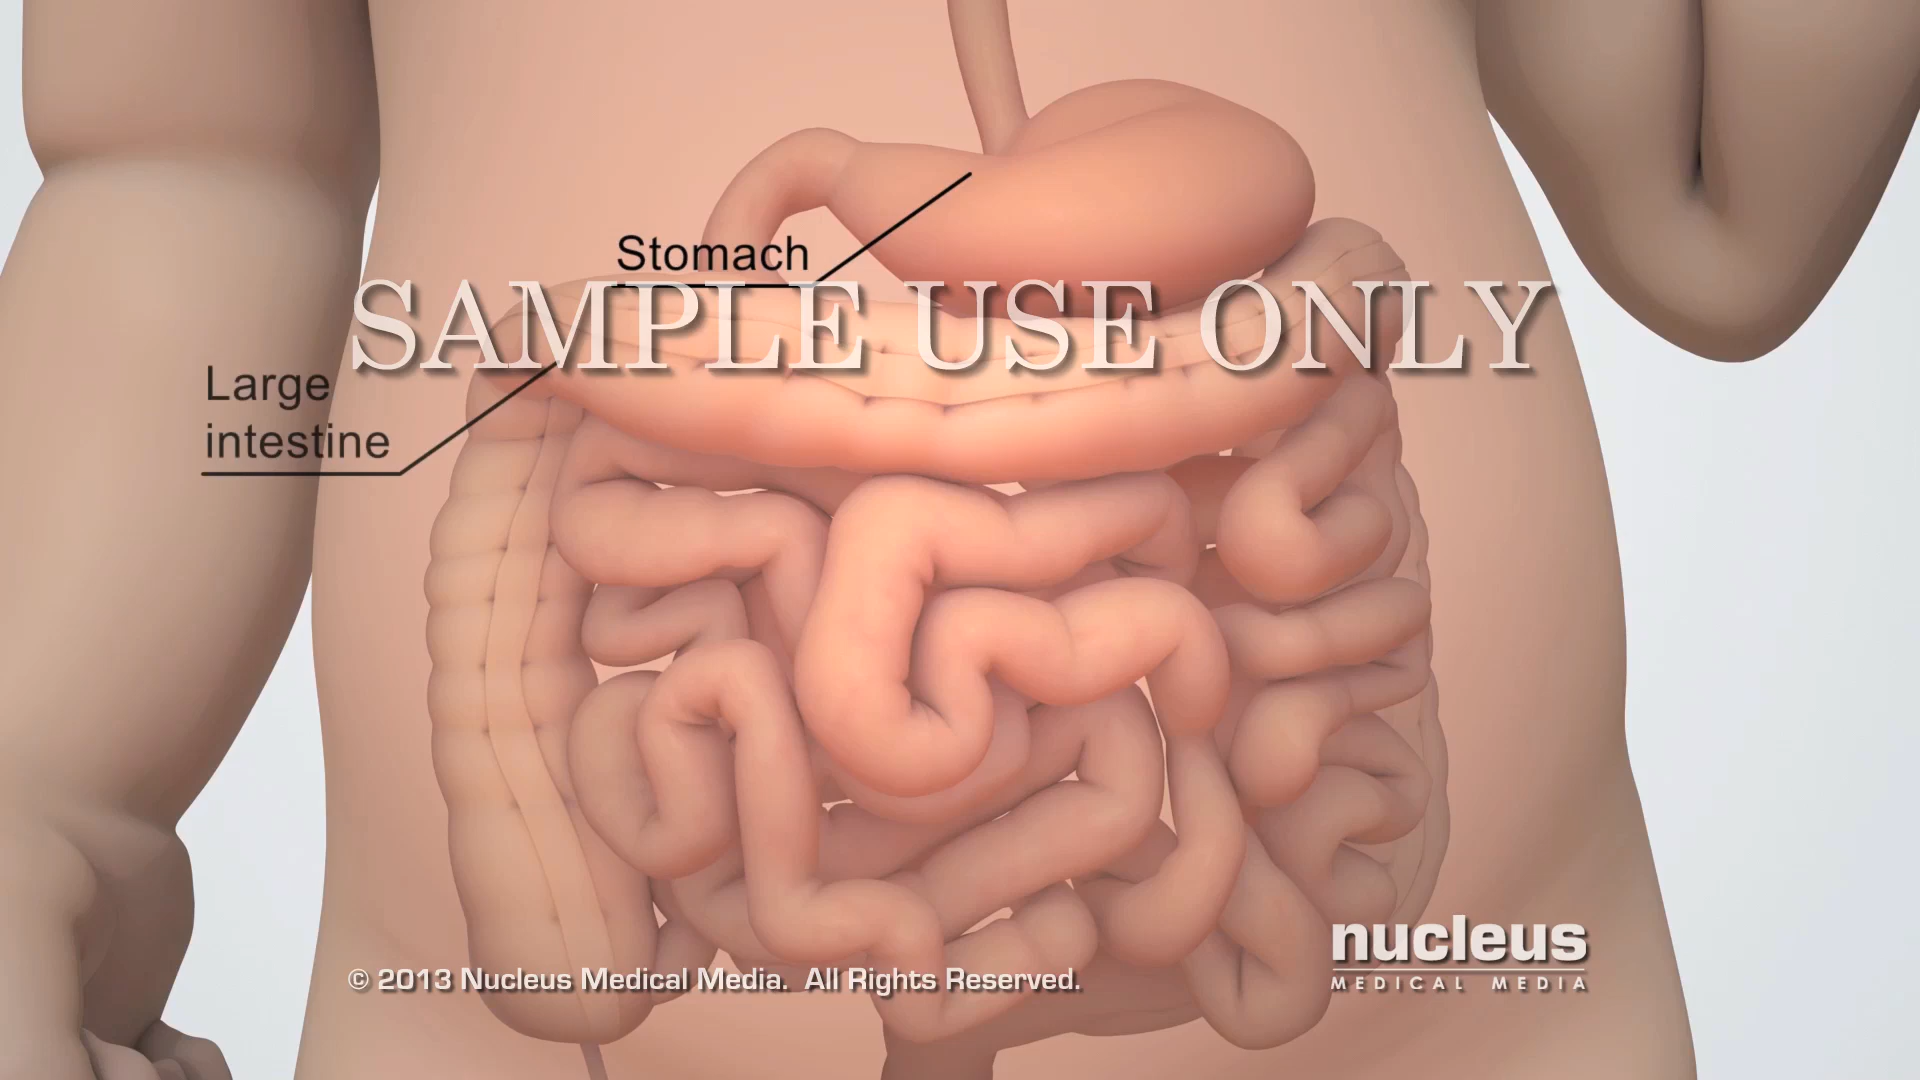 Stomach
SAMPLE USE ONLY
Large
intestine
nucleus
MEDICAL MEDIA
© 2013 Nucleus Medical Media. All Rights Reserved.